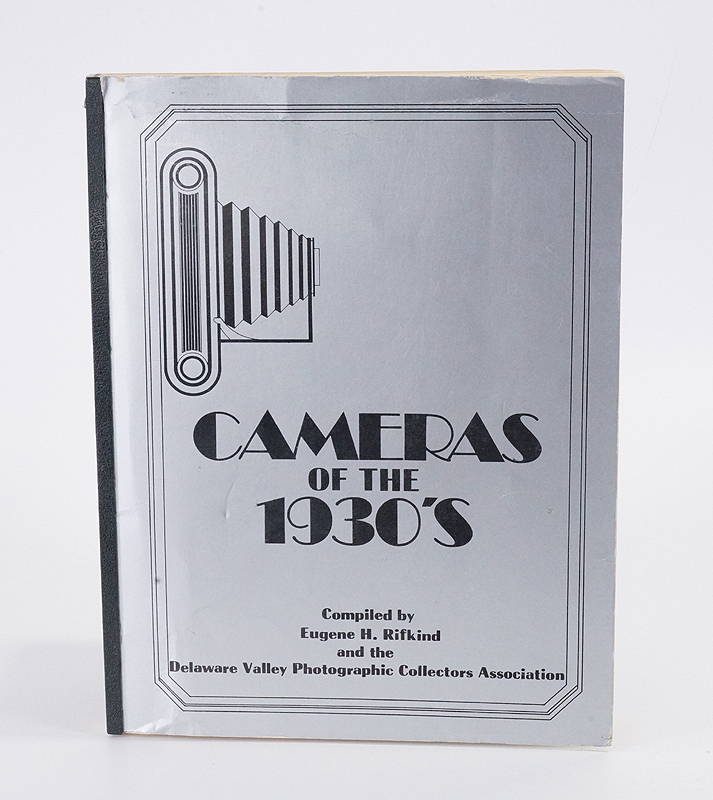 CAMERAS
OF THE
1930'S
Compiled by
Eugene H. Rifkind
and the
Delaware Valley Photographic Collectors Association